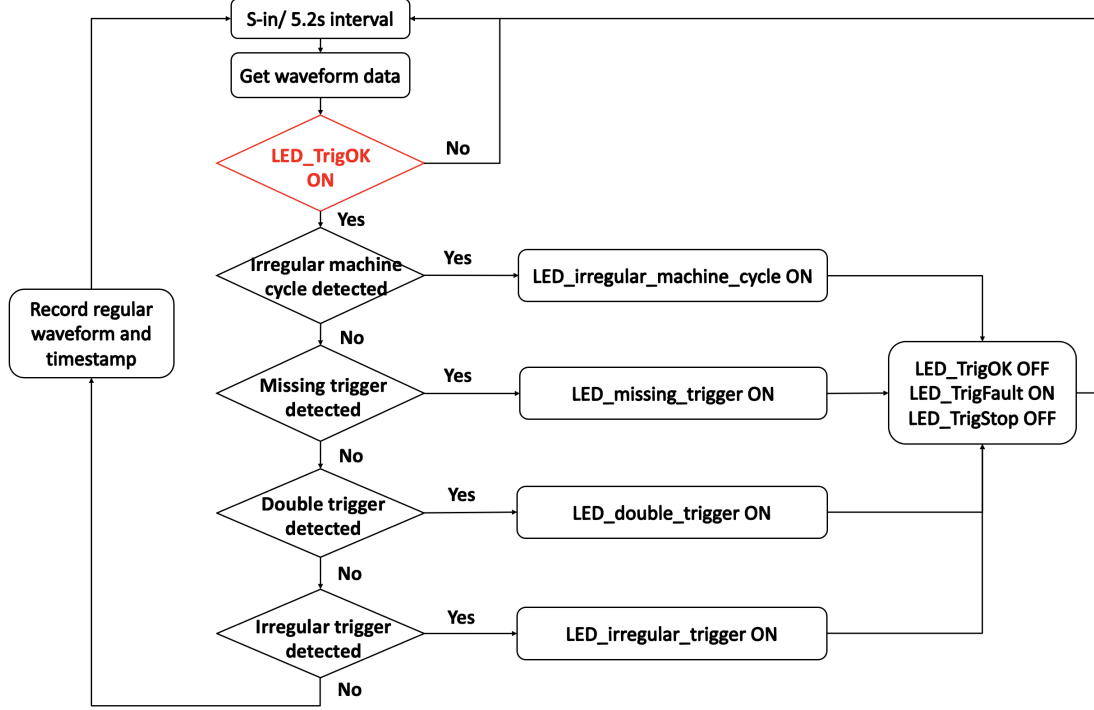 S-in/ 5.2s interval
Get waveform data
LED_TrigOK
ON
No
Yes
Irregular machine
cycle detected
Yes
LED_irregular_machine_cycle ON
No
Record regular
waveform and
timestamp
Missing trigger
detected
Yes
LED_missing_trigger ON
LED_TrigOK OFF
LED_TrigFault ON
LED_TrigStop OFF
No
Double trigger
detected
Yes
LED_double_trigger ON
No
Irregular trigger
detected
Yes
LED_irregular_trigger ON
No